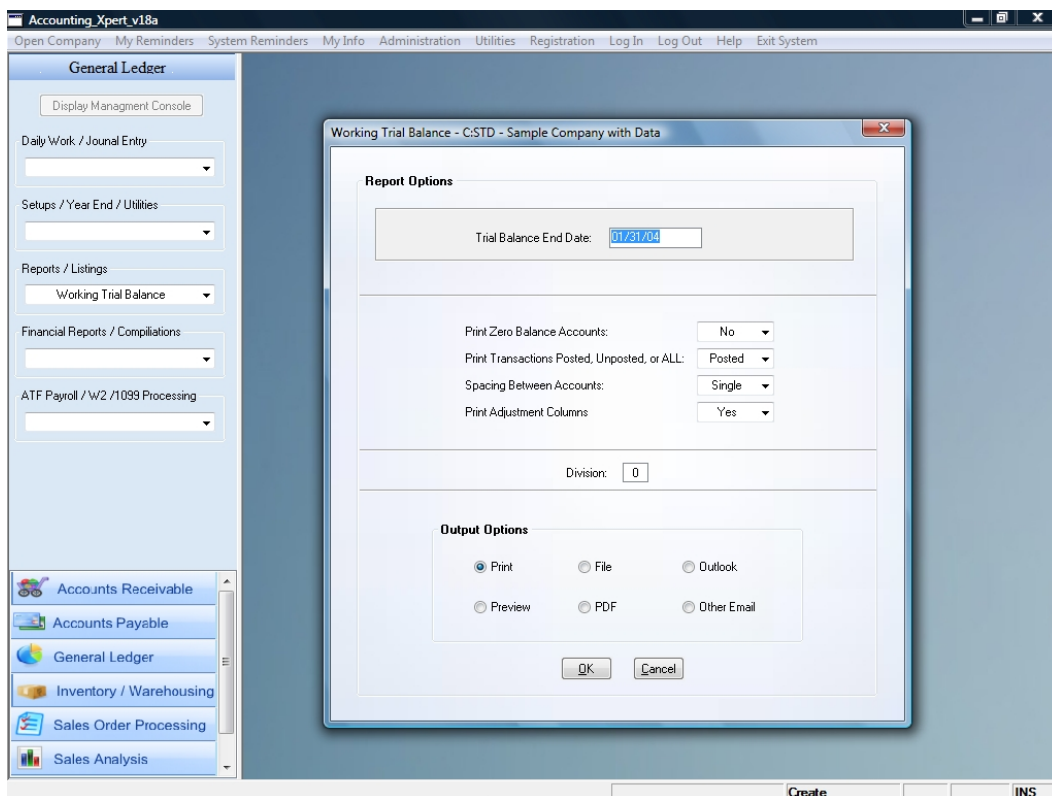 Accounting_Xpert_v18a
Open Company My Reminders System Reminders My Info Administration Utilities Registration Log In Log Out Help Exit System
General Ledger
Display Managment Console
Daily Work / Jounal Entry
Setups / Year End / Utilities
Reports / Listings
Working Trial Balance
Financial Reports / Compliations
ATF Payroll / W2 /1099 Processing
Accounts Receivable
Accounts Payable
General Ledger
Inventory / Warehousing
Sales Order Processing
Sales Analysis
Working Trial Balance - C:STD - Sample Company with Data
Report Options
Trial Balance End Date: 01/31/04
Print Zero Balance Accounts: No
Print Transactions Posted, Unposted, or ALL: Posted
Spacing Between Accounts: Single
Print Adjustment Columns Yes
Division: 0
Output Options
Print File Outlook
Preview PDF Other Email
OK Cancel
Create INS